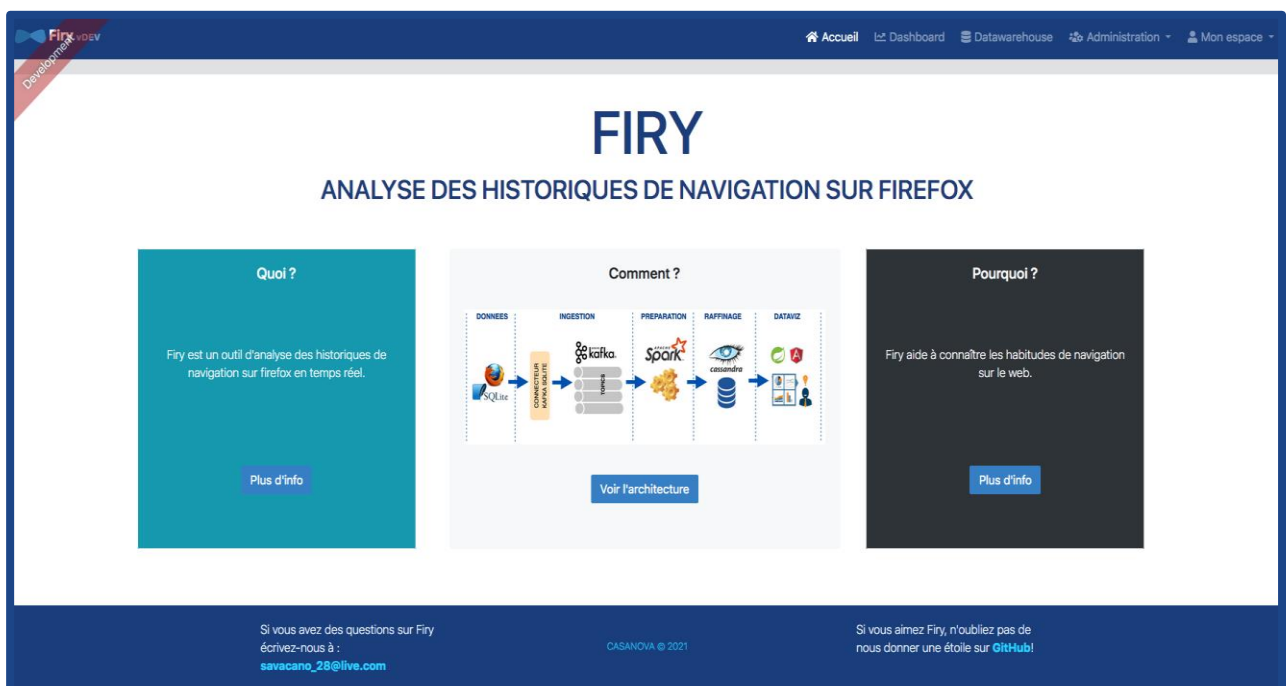 Firy vDEV
Development
Accueil
Dashboard
Datawarehouse
Administration
Mon espace
FIRY
ANALYSE DES HISTORIQUES DE NAVIGATION SUR FIREFOX
Quoi ?
Firy est un outil d'analyse des historiques de
navigation sur firefox en temps réel.
Plus d'info
Comment ?
DONNEES
INGESTION
PREPARATION
RAFFINAGE
DATAVIZ
SQLite
CONNECTEUR
KAFKA SQLITE
kafka
TOPICS
Spark
cassandra
Voir l'architecture
Pourquoi ?
Firy aide à connaître les habitudes de navigation
sur le web.
Plus d'info
Si vous avez des questions sur Firy
écrivez-nous à :
savacano_28@live.com
CASANOVA © 2021
Si vous aimez Firy, n'oubliez pas de
nous donner une étoile sur GitHub!